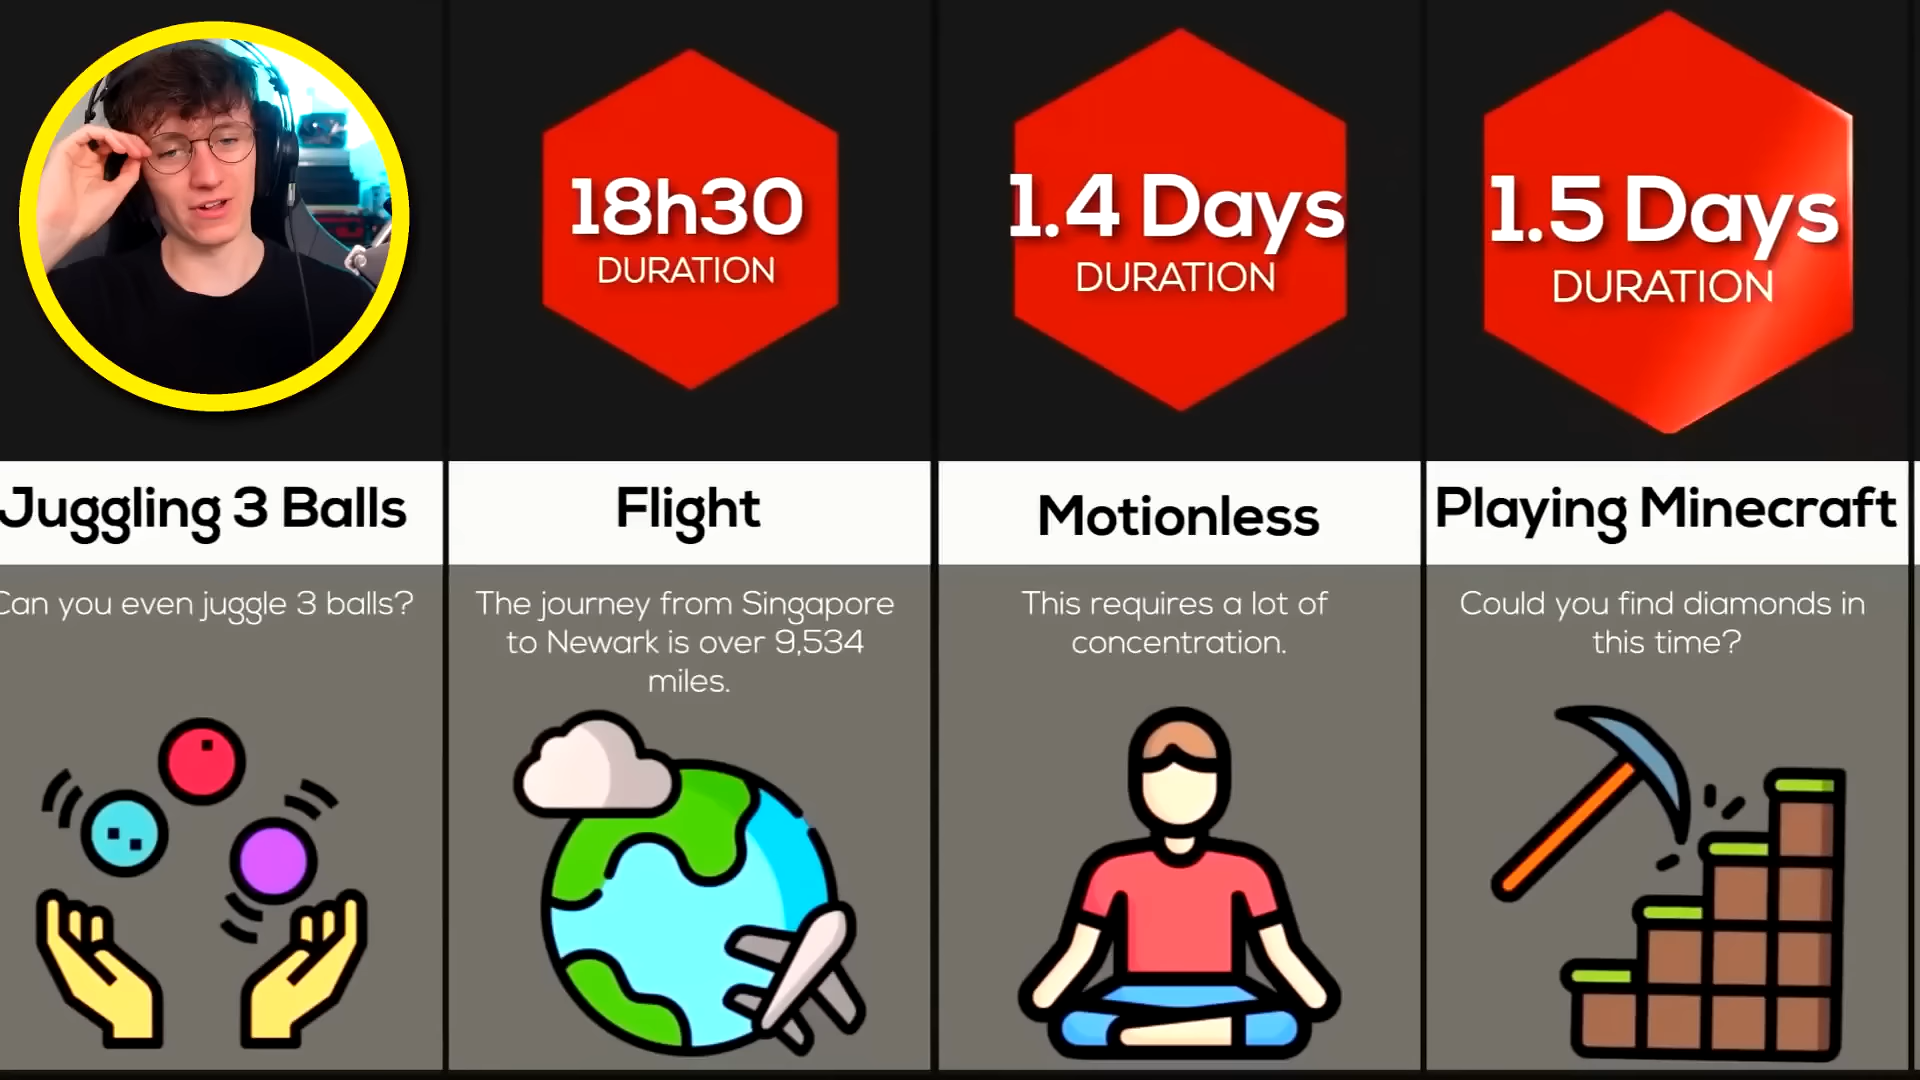 18h30
DURATION
1.4 Days
DURATION
1.5 Days
DURATION
Juggling 3 Balls
Flight
Motionless
Playing Minecraft
Can you even juggle 3 balls?
The journey from Singapore
to Newark is over 9,534
miles.
This requires a lot of
concentration.
Could you find diamonds in
this time?